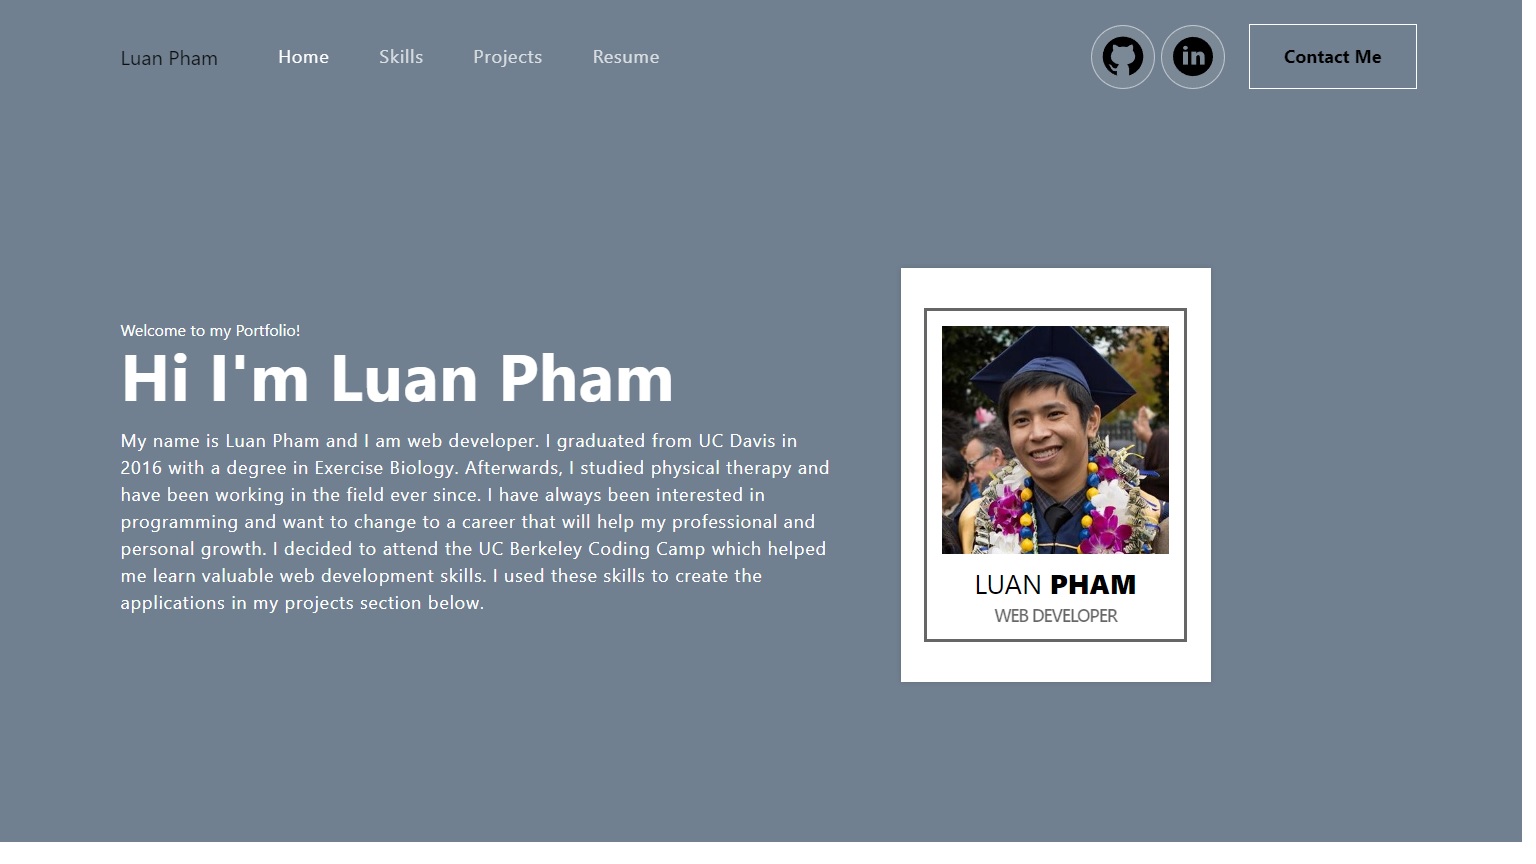 Luan Pham
Home
Skills
Projects
Resume
in
Contact Me
Welcome to my Portfolio!
Hi I'm Luan Pham
My name is Luan Pham and I am web developer. I graduated from UC Davis in
2016 with a degree in Exercise Biology. Afterwards, I studied physical therapy and
have been working in the field ever since. I have always been interested in
programming and want to change to a career that will help my professional and
personal growth. I decided to attend the UC Berkeley Coding Camp which helped
me learn valuable web development skills. I used these skills to create the
applications in my projects section below.
LUAN PHAM
WEB DEVELOPER